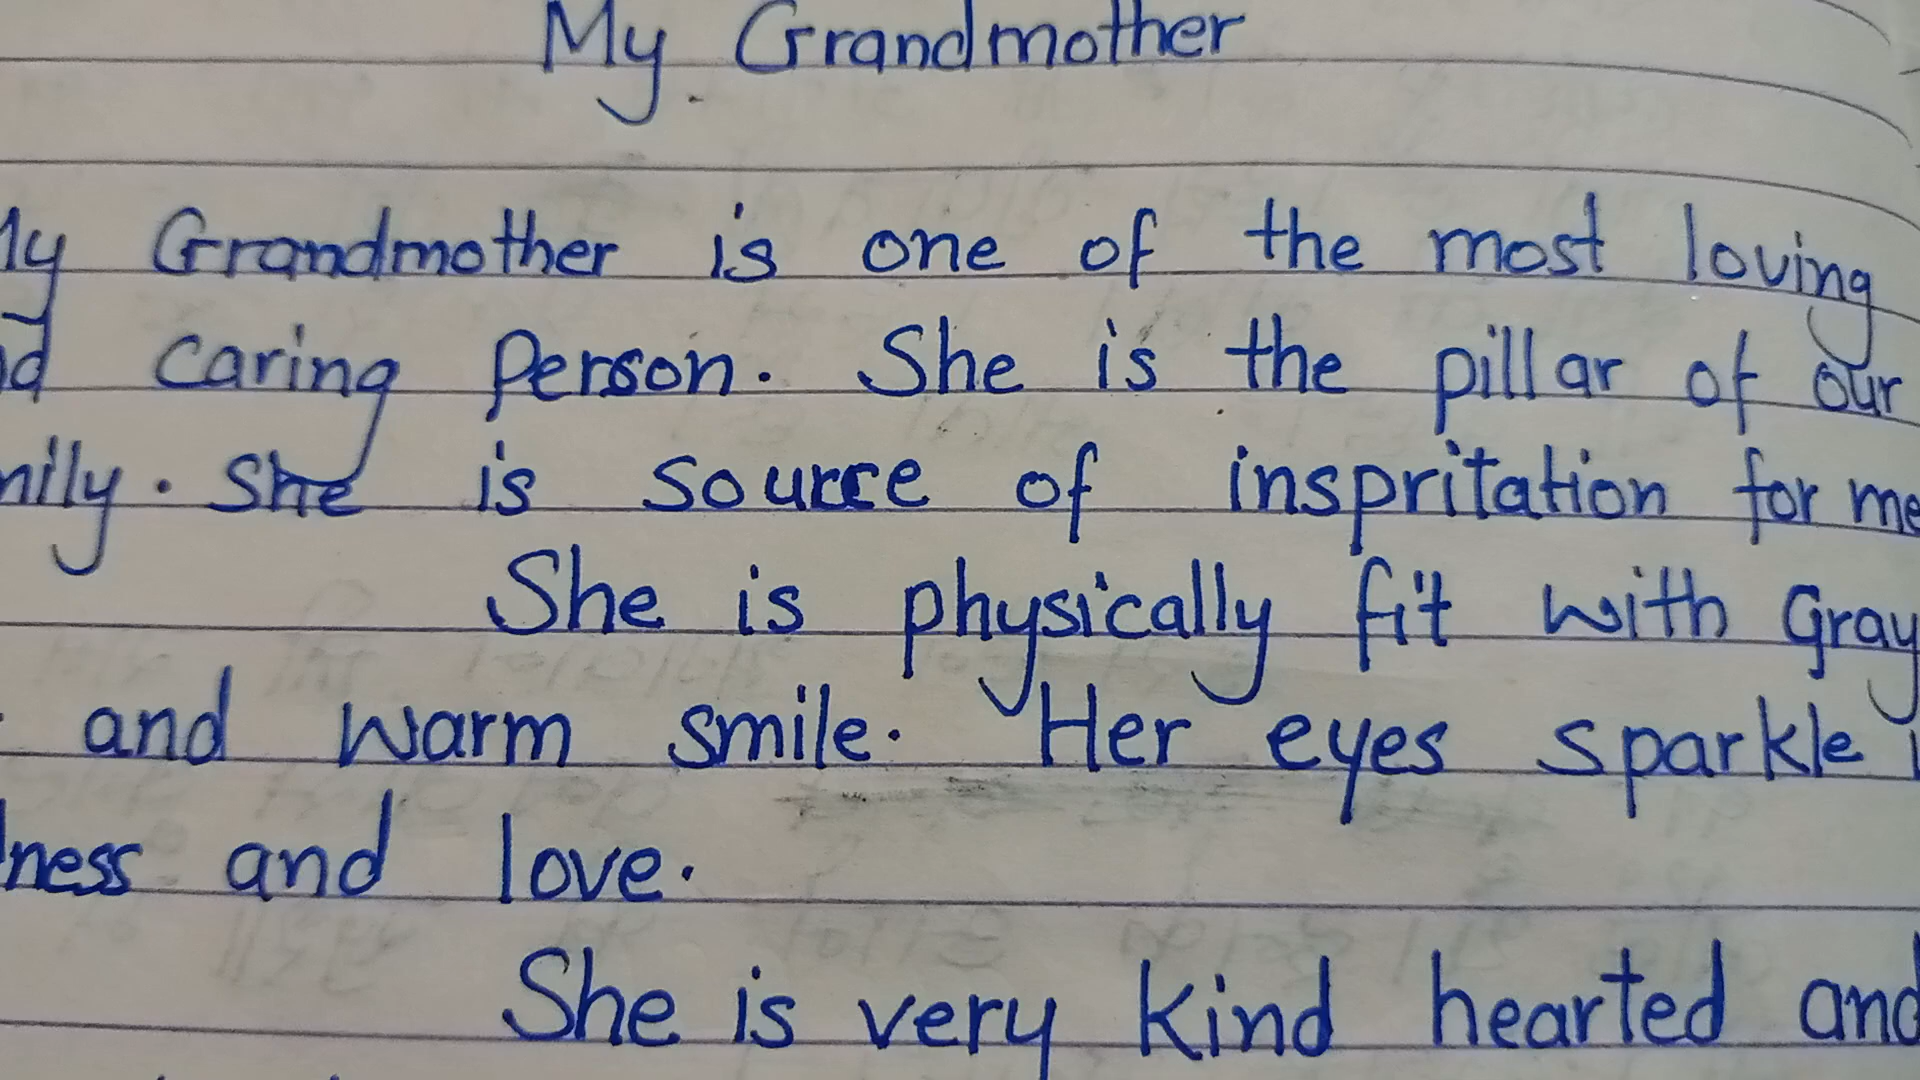 My Grandmother
My Grandmother is one of the most loving
caring Person. She is the pillar of our
She is source of inspritation for me
She is physically fit with Gray
and warm smile. Her eyes sparkle
and love.
She is very kind hearted and